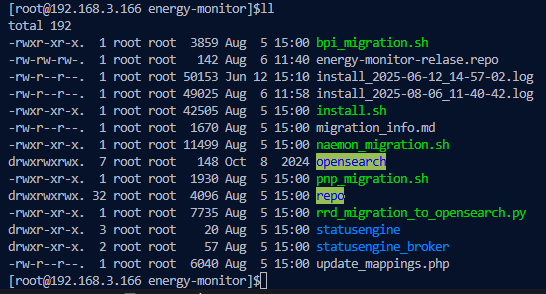 [root@192.168.3.166 energy-monitor]$ll
total 192
-rwxr-xr-x.  1 root root  3859 Aug  5 15:00 bpi_migration.sh
-rw-rw-rw-.  1 root root   142 Aug  6 11:40 energy-monitor-relase.repo
-rw-r--r--.  1 root root 50153 Jun 12 15:10 install_2025-06-12_14-57-02.log
-rw-r--r--.  1 root root 49025 Aug  6 11:58 install_2025-08-06_11-40-42.log
-rwxr-xr-x.  1 root root 42505 Aug  5 15:00 install.sh
-rw-r--r--.  1 root root  1670 Aug  5 15:00 migration_info.md
-rwxr-xr-x.  1 root root 11499 Aug  5 15:00 naemon_migration.sh
drwxrwxrwx.  7 root root   148 Oct  8  2024 opensearch
-rwxr-xr-x.  1 root root  1930 Aug  5 15:00 pnp_migration.sh
drwxrwxrwx. 32 root root  4096 Aug  5 15:00 repo
-rwxr-xr-x.  1 root root  7735 Aug  5 15:00 rrd_migration_to_opensearch.py
drwxr-xr-x.  3 root root    20 Aug  5 15:00 statusengine
drwxr-xr-x.  2 root root    57 Aug  5 15:00 statusengine_broker
-rw-r--r--.  1 root root  6040 Aug  5 15:00 update_mappings.php
[root@192.168.3.166 energy-monitor]$